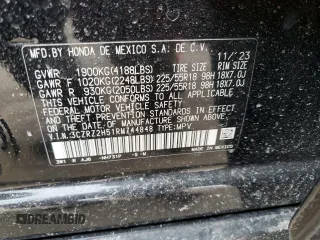 MFD.BY HONDA DE MEXICO S.A. DE C.V.
11/23
GVWR 1900KG(4188LBS) TIRE SIZE RIM SIZE
GAWR F 1020KG(2248LBS) 225/55R18 98H 18X7.0J
GAWR R 930KG(2050LBS) 225/55R18 98H 18X7.0J
THIS VEHICLE CONFORMS TO ALL APPLICABLE
FEDERAL MOTOR VEHICLE SAFETY AND
THEFT PREVENTION STANDARDS IN EFFECT
ON THE DATE OF MANUFACTURE SHOWN ABOVE.
V.I.N. 3CZRZ2H51RM744848 TYPE:MPV
MADE IN MEXICO
NH731P
BIDFAX.INFO